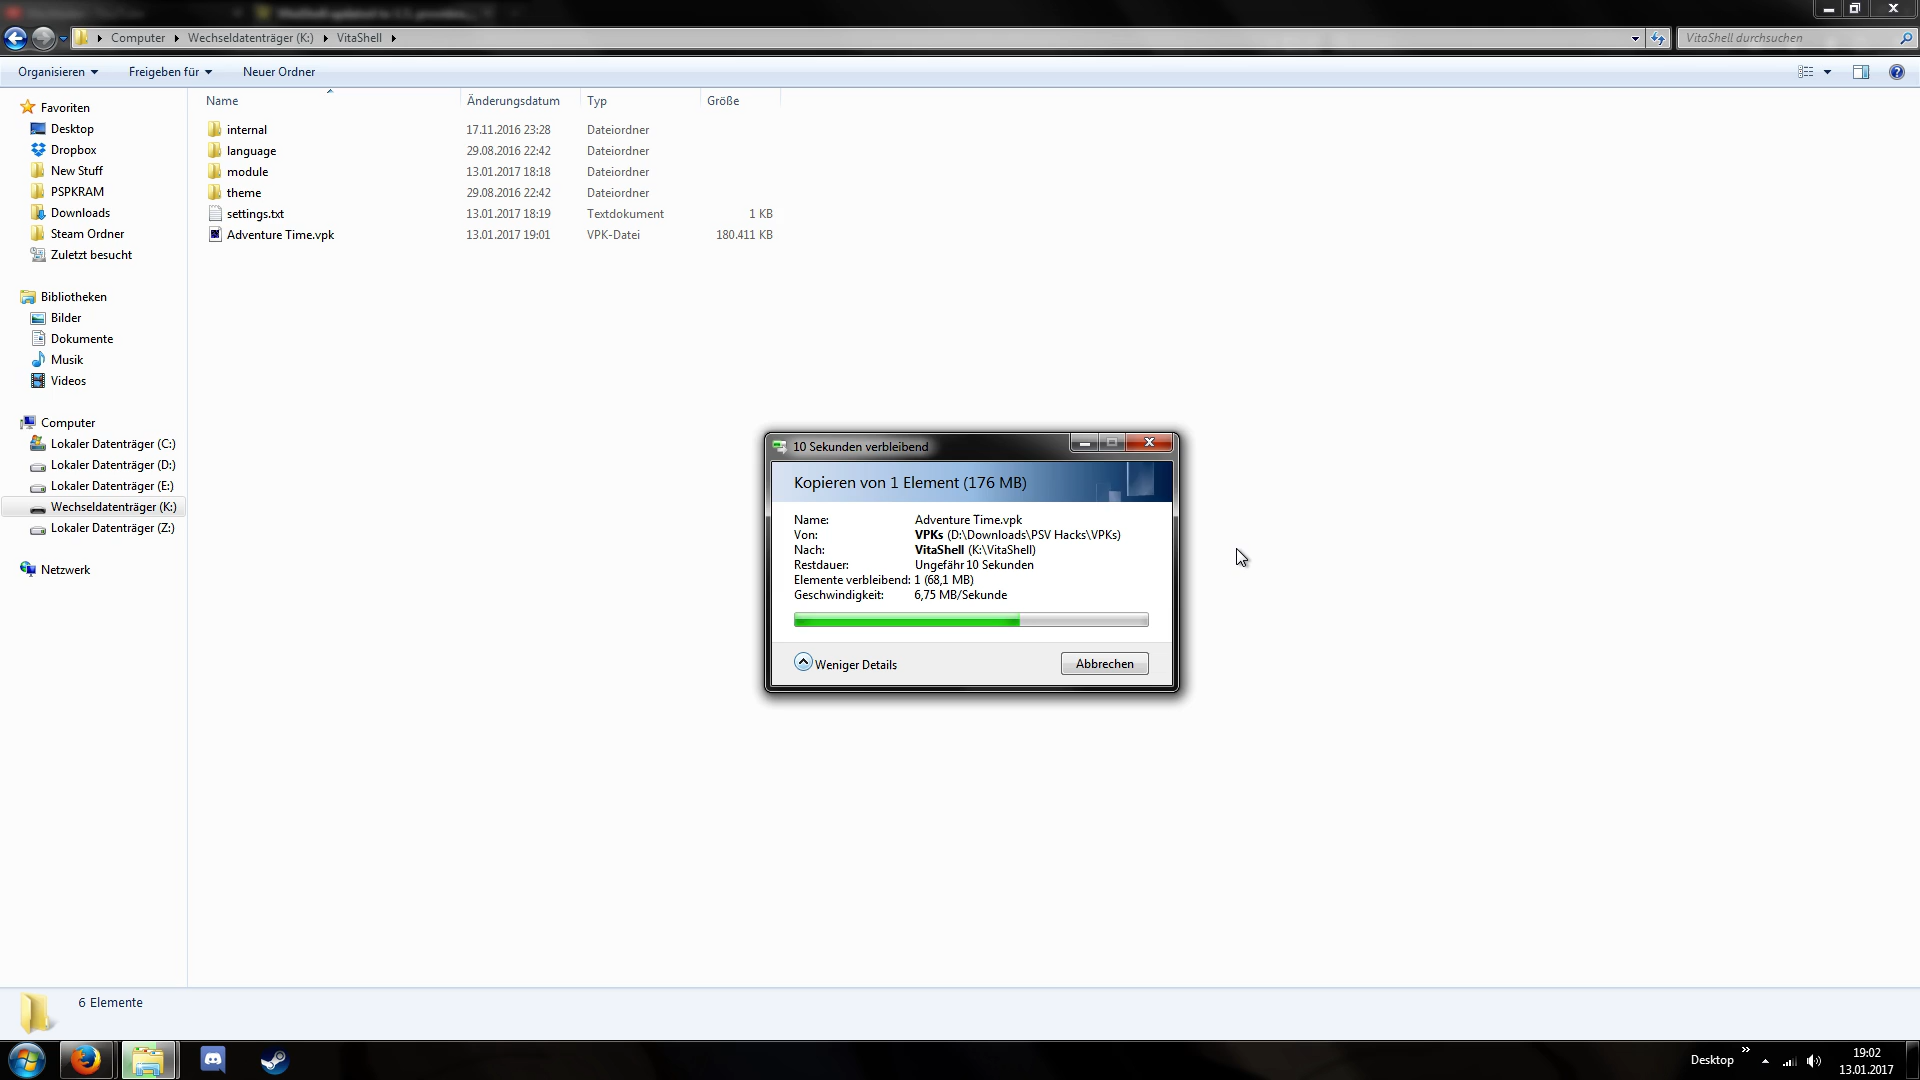 Computer ▸ Wechseldatenträger (K:) ▸ VitaShell ▸
VitaShell durchsuchen
Organisieren
Freigeben für
Neuer Ordner
Name Änderungsdatum Typ Größe
internal 17.11.2016 23:28 Dateiordner
language 29.08.2016 22:42 Dateiordner
module 13.01.2017 18:18 Dateiordner
theme 29.08.2016 22:42 Dateiordner
settings.txt 13.01.2017 18:19 Textdokument 1 KB
Adventure Time.vpk 13.01.2017 19:01 VPK-Datei 180.411 KB
Favoriten
Desktop
Dropbox
New Stuff
PSPKRAM
Downloads
Steam Ordner
Zuletzt besucht
Bibliotheken
Bilder
Dokumente
Musik
Videos
Computer
Lokaler Datenträger (C:)
Lokaler Datenträger (D:)
Lokaler Datenträger (E:)
Wechseldatenträger (K:)
Lokaler Datenträger (Z:)
Netzwerk
10 Sekunden verbleibend
Kopieren von 1 Element (176 MB)
Name: Adventure Time.vpk
Von: VPKs (D:\Downloads\PSV Hacks\VPKs)
Nach: VitaShell (K:\VitaShell)
Restdauer: Ungefähr 10 Sekunden
Elemente verbleibend: 1 (68,1 MB)
Geschwindigkeit: 6,75 MB/Sekunde
Weniger Details
Abbrechen
6 Elemente
Desktop »
19:02
13.01.2017